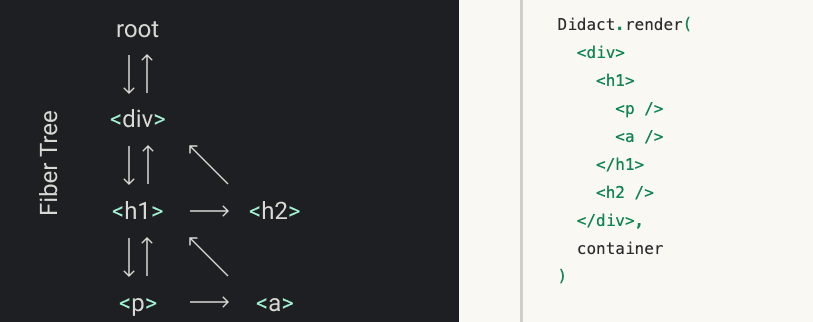 root
<div>
<h1>
<h2>
<p>
<a>
Fiber Tree
Didact.render(
  <div>
    <h1>
      <p />
      <a />
    </h1>
    <h2 />
  </div>,
  container
)